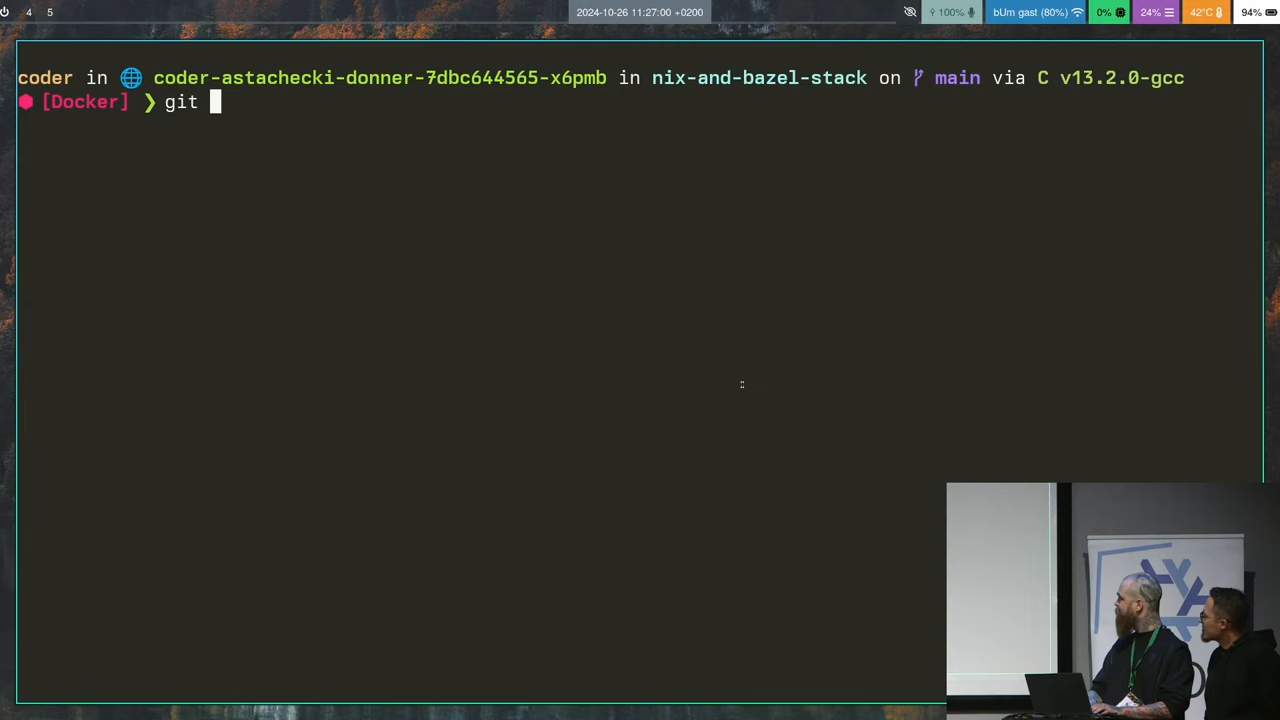 4 5 2024-10-26 11:27:00 +0200 100% bUm gast (80%) 0% 24% 42°C 94%
coder in 🌐 coder-astachecki-donner-7dbc644565-x6pmb in nix-and-bazel-stack on main via C v13.2.0-gcc
[Docker] ❯ git